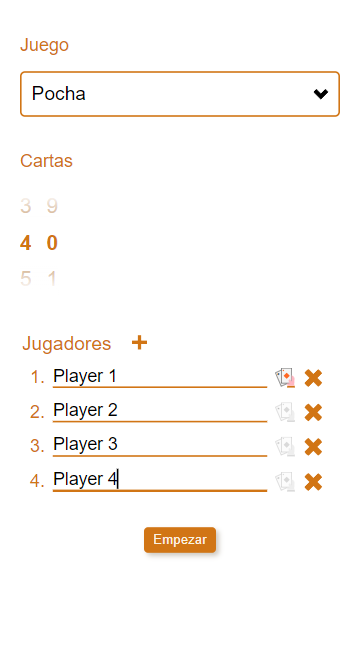 Juego
Pocha
Cartas
3 9
4 0
5 1
Jugadores +
1. Player 1
2. Player 2
3. Player 3
4. Player 4
Empezar